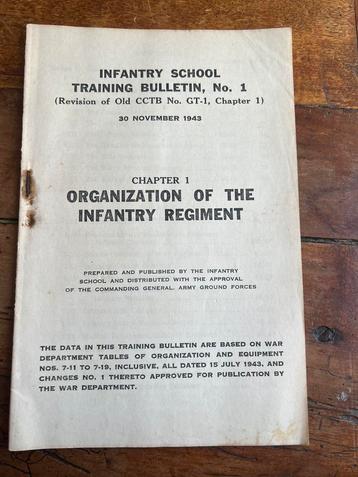 INFANTRY SCHOOL
TRAINING BULLETIN, No. 1
(Revision of Old CCTB No. GT-1, Chapter 1)
30 NOVEMBER 1943
CHAPTER 1
ORGANIZATION OF THE
INFANTRY REGIMENT
PREPARED AND PUBLISHED BY THE INFANTRY
SCHOOL AND DISTRIBUTED WITH THE APPROVAL
OF THE COMMANDING GENERAL, ARMY GROUND FORCES
THE DATA IN THIS TRAINING BULLETIN ARE BASED ON WAR
DEPARTMENT TABLES OF ORGANIZATION AND EQUIPMENT
NOS. 7-11 TO 7-19, INCLUSIVE, ALL DATED 15 JULY 1943, AND
CHANGES NO. 1 THERETO APPROVED FOR PUBLICATION BY
THE WAR DEPARTMENT.